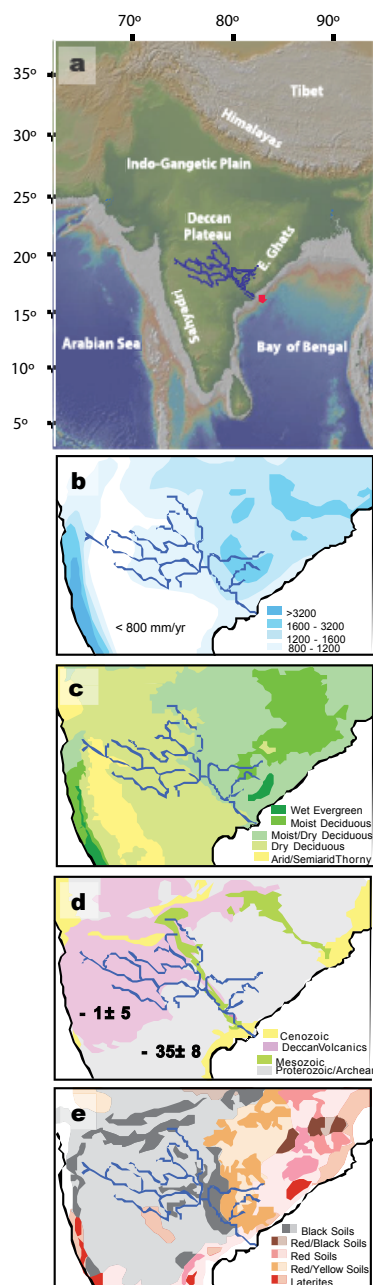 70º 80º 90º
a
35º
Tibet
Himalayas
30º
Indo-Gangetic Plain
25º
Deccan
Plateau
E. Ghats
20º
Sahyadri
15º
Arabian Sea
Bay of Bengal
10º
5º
b
< 800 mm/yr
>3200
1600 - 3200
1200 - 1600
800 - 1200
c
Wet Evergreen
Moist Deciduous
Moist/Dry Deciduous
Dry Deciduous
Arid/Semiarid Thorny
d
- 1± 5
- 35± 8
Cenozoic
DeccanVolcanics
Mesozoic
Proterozoic/Archean
e
Black Soils
Red/Black Soils
Red Soils
Red/Yellow Soils
Laterites